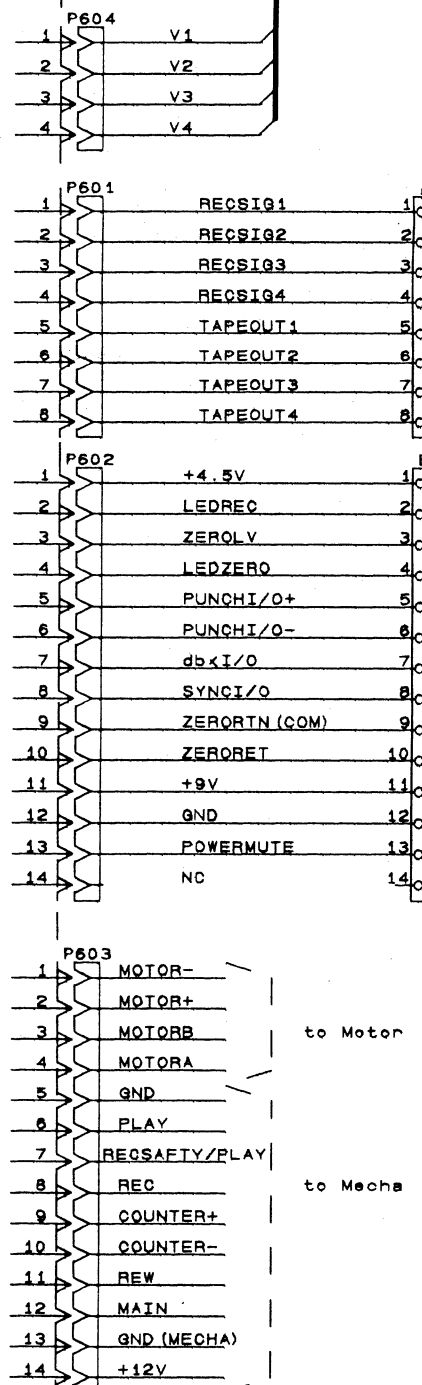 P604
1 V1
2 V2
3 V3
4 V4
P601
1 RECSIG1 1
2 RECSIG2 2
3 RECSIG3 3
4 RECSIG4 4
5 TAPEOUT1 5
6 TAPEOUT2 6
7 TAPEOUT3 7
8 TAPEOUT4 8
P602
1 +4.5V 1
2 LEDREC 2
3 ZEROLV 3
4 LEDZERO 4
5 PUNCHI/O+ 5
6 PUNCHI/O- 6
7 dbxI/O 7
8 SYNCI/O 8
9 ZERORTN(COM) 9
10 ZERORET 10
11 +9V 11
12 GND 12
13 POWERMUTE 13
14 NC 14
P603
1 MOTOR-
2 MOTOR+
3 MOTORB to Motor
4 MOTORA
5 GND
6 PLAY
7 RECSAFTY/PLAY
8 REC to Mecha
9 COUNTER+
10 COUNTER-
11 REW
12 MAIN
13 GND(MECHA)
14 +12V